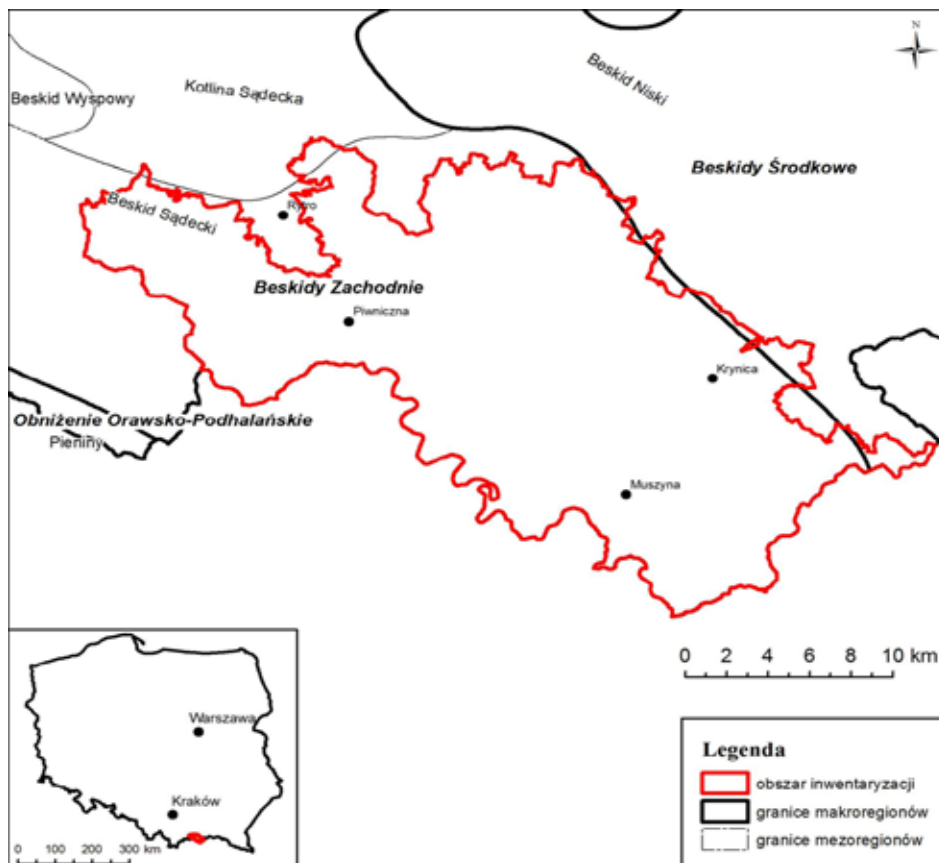 N
Beskid Niski
Kotlina Sądecka
Beskid Wyspowy
Beskidy Środkowe
Beskid Sądecki
Rytro
Beskidy Zachodnie
Piwniczna
Krynica
Obniżenie Orawsko-Podhalańskie
Pieniny
Muszyna
0 2 4 6 8 10 km
Warszawa
Kraków
0 100 200 300 km
Legenda
obszar inwentaryzacji
granice makroregionów
granice mezoregionów